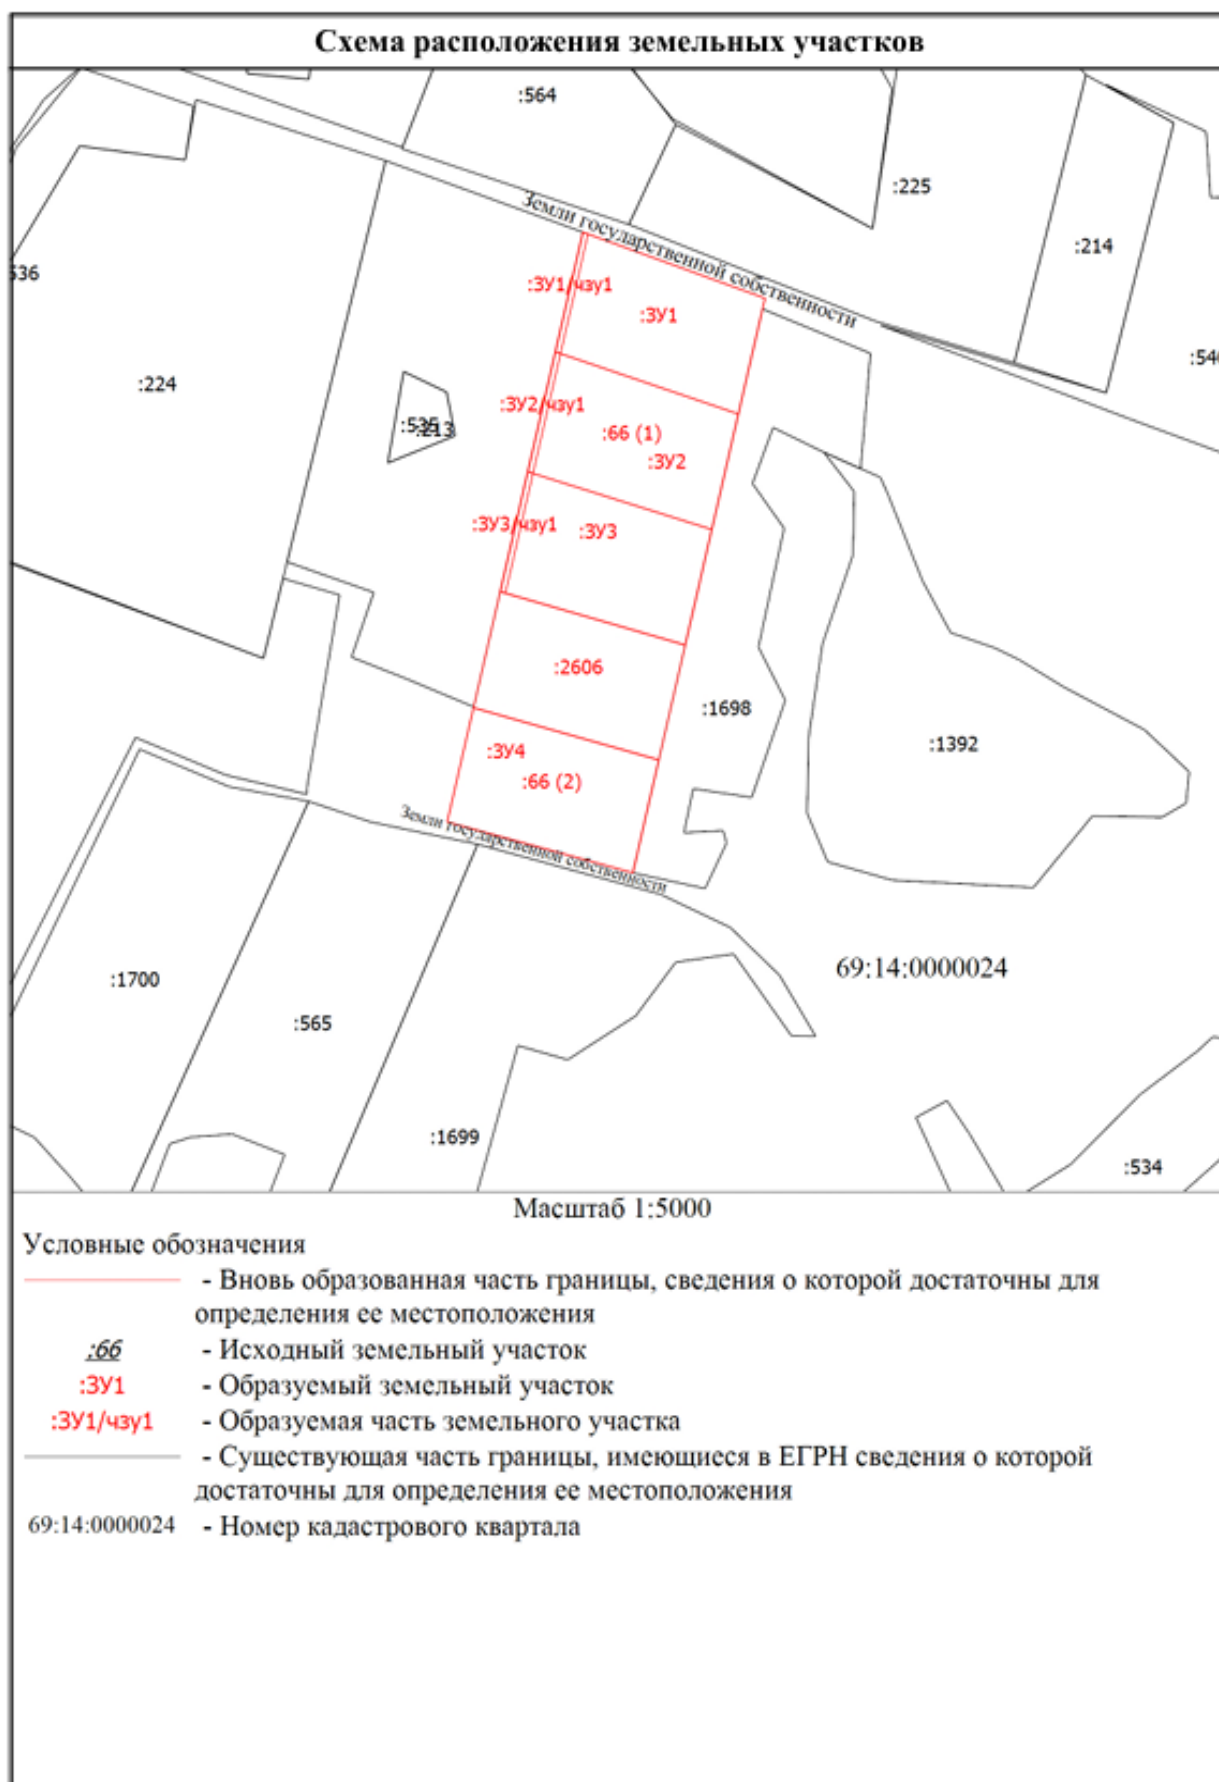 Схема расположения земельных участков
:564
:225
:214
Земли государственной собственности
:536
:ЗУ1/чзу1
:ЗУ1
:546
:224
:ЗУ2/чзу1
:535
:213
:66 (1)
:ЗУ2
:ЗУ3/чзу1
:ЗУ3
:2606
:1698
:1392
:ЗУ4
:66 (2)
Земли государственной собственности
69:14:0000024
:1700
:565
:1699
:534
Масштаб 1:5000
Условные обозначения
- Вновь образованная часть границы, сведения о которой достаточны для
определения ее местоположения
:66 - Исходный земельный участок
:ЗУ1 - Образуемый земельный участок
:ЗУ1/чзу1 - Образуемая часть земельного участка
- Существующая часть границы, имеющиеся в ЕГРН сведения о которой
достаточны для определения ее местоположения
69:14:0000024 - Номер кадастрового квартала